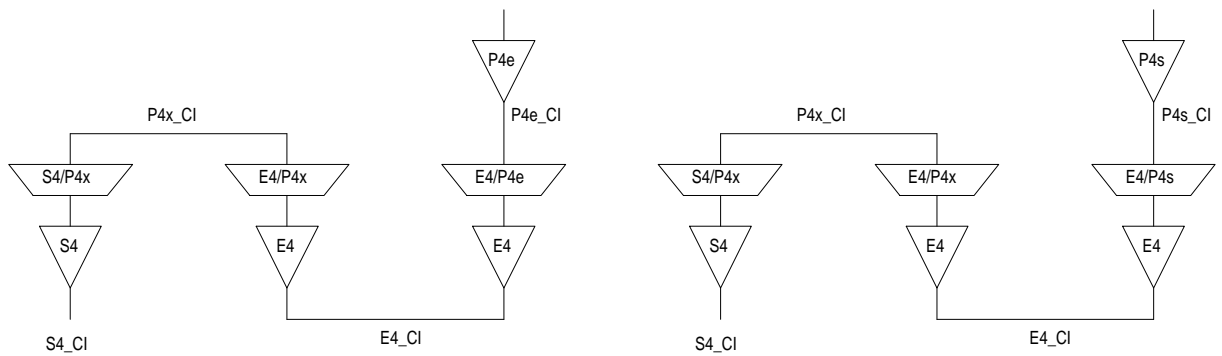 P4e
P4s
P4x_CI
P4e_CI
P4x_CI
P4s_CI
S4/P4x
E4/P4x
E4/P4e
S4/P4x
E4/P4x
E4/P4s
S4
E4
E4
S4
E4
E4
S4_CI
E4_CI
S4_CI
E4_CI